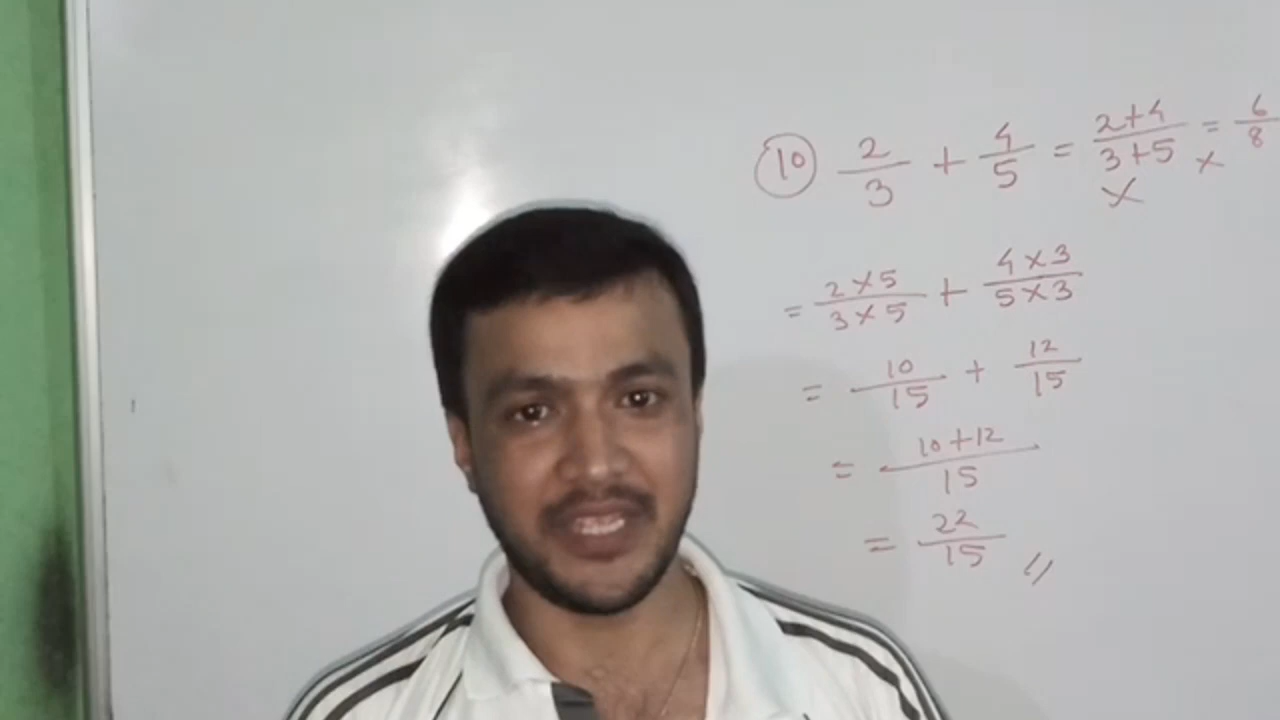 ⑩ 2/3 + 4/5 = (2+4)/(3+5) = 6/8
× ×
= (2×5)/(3×5) + (4×3)/(5×3)
= 10/15 + 12/15
= (10+12)/15
= 22/15 //